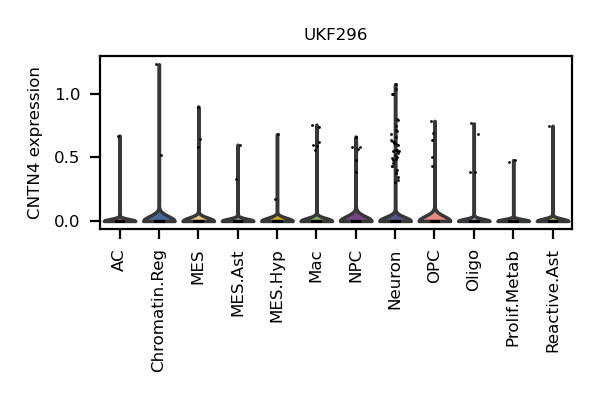 UKF296
CNTN4 expression
1.0
0.5
0.0
AC
Chromatin.Reg
MES
MES.Ast
MES.Hyp
Mac
NPC
Neuron
OPC
Oligo
Prolif.Metab
Reactive.Ast